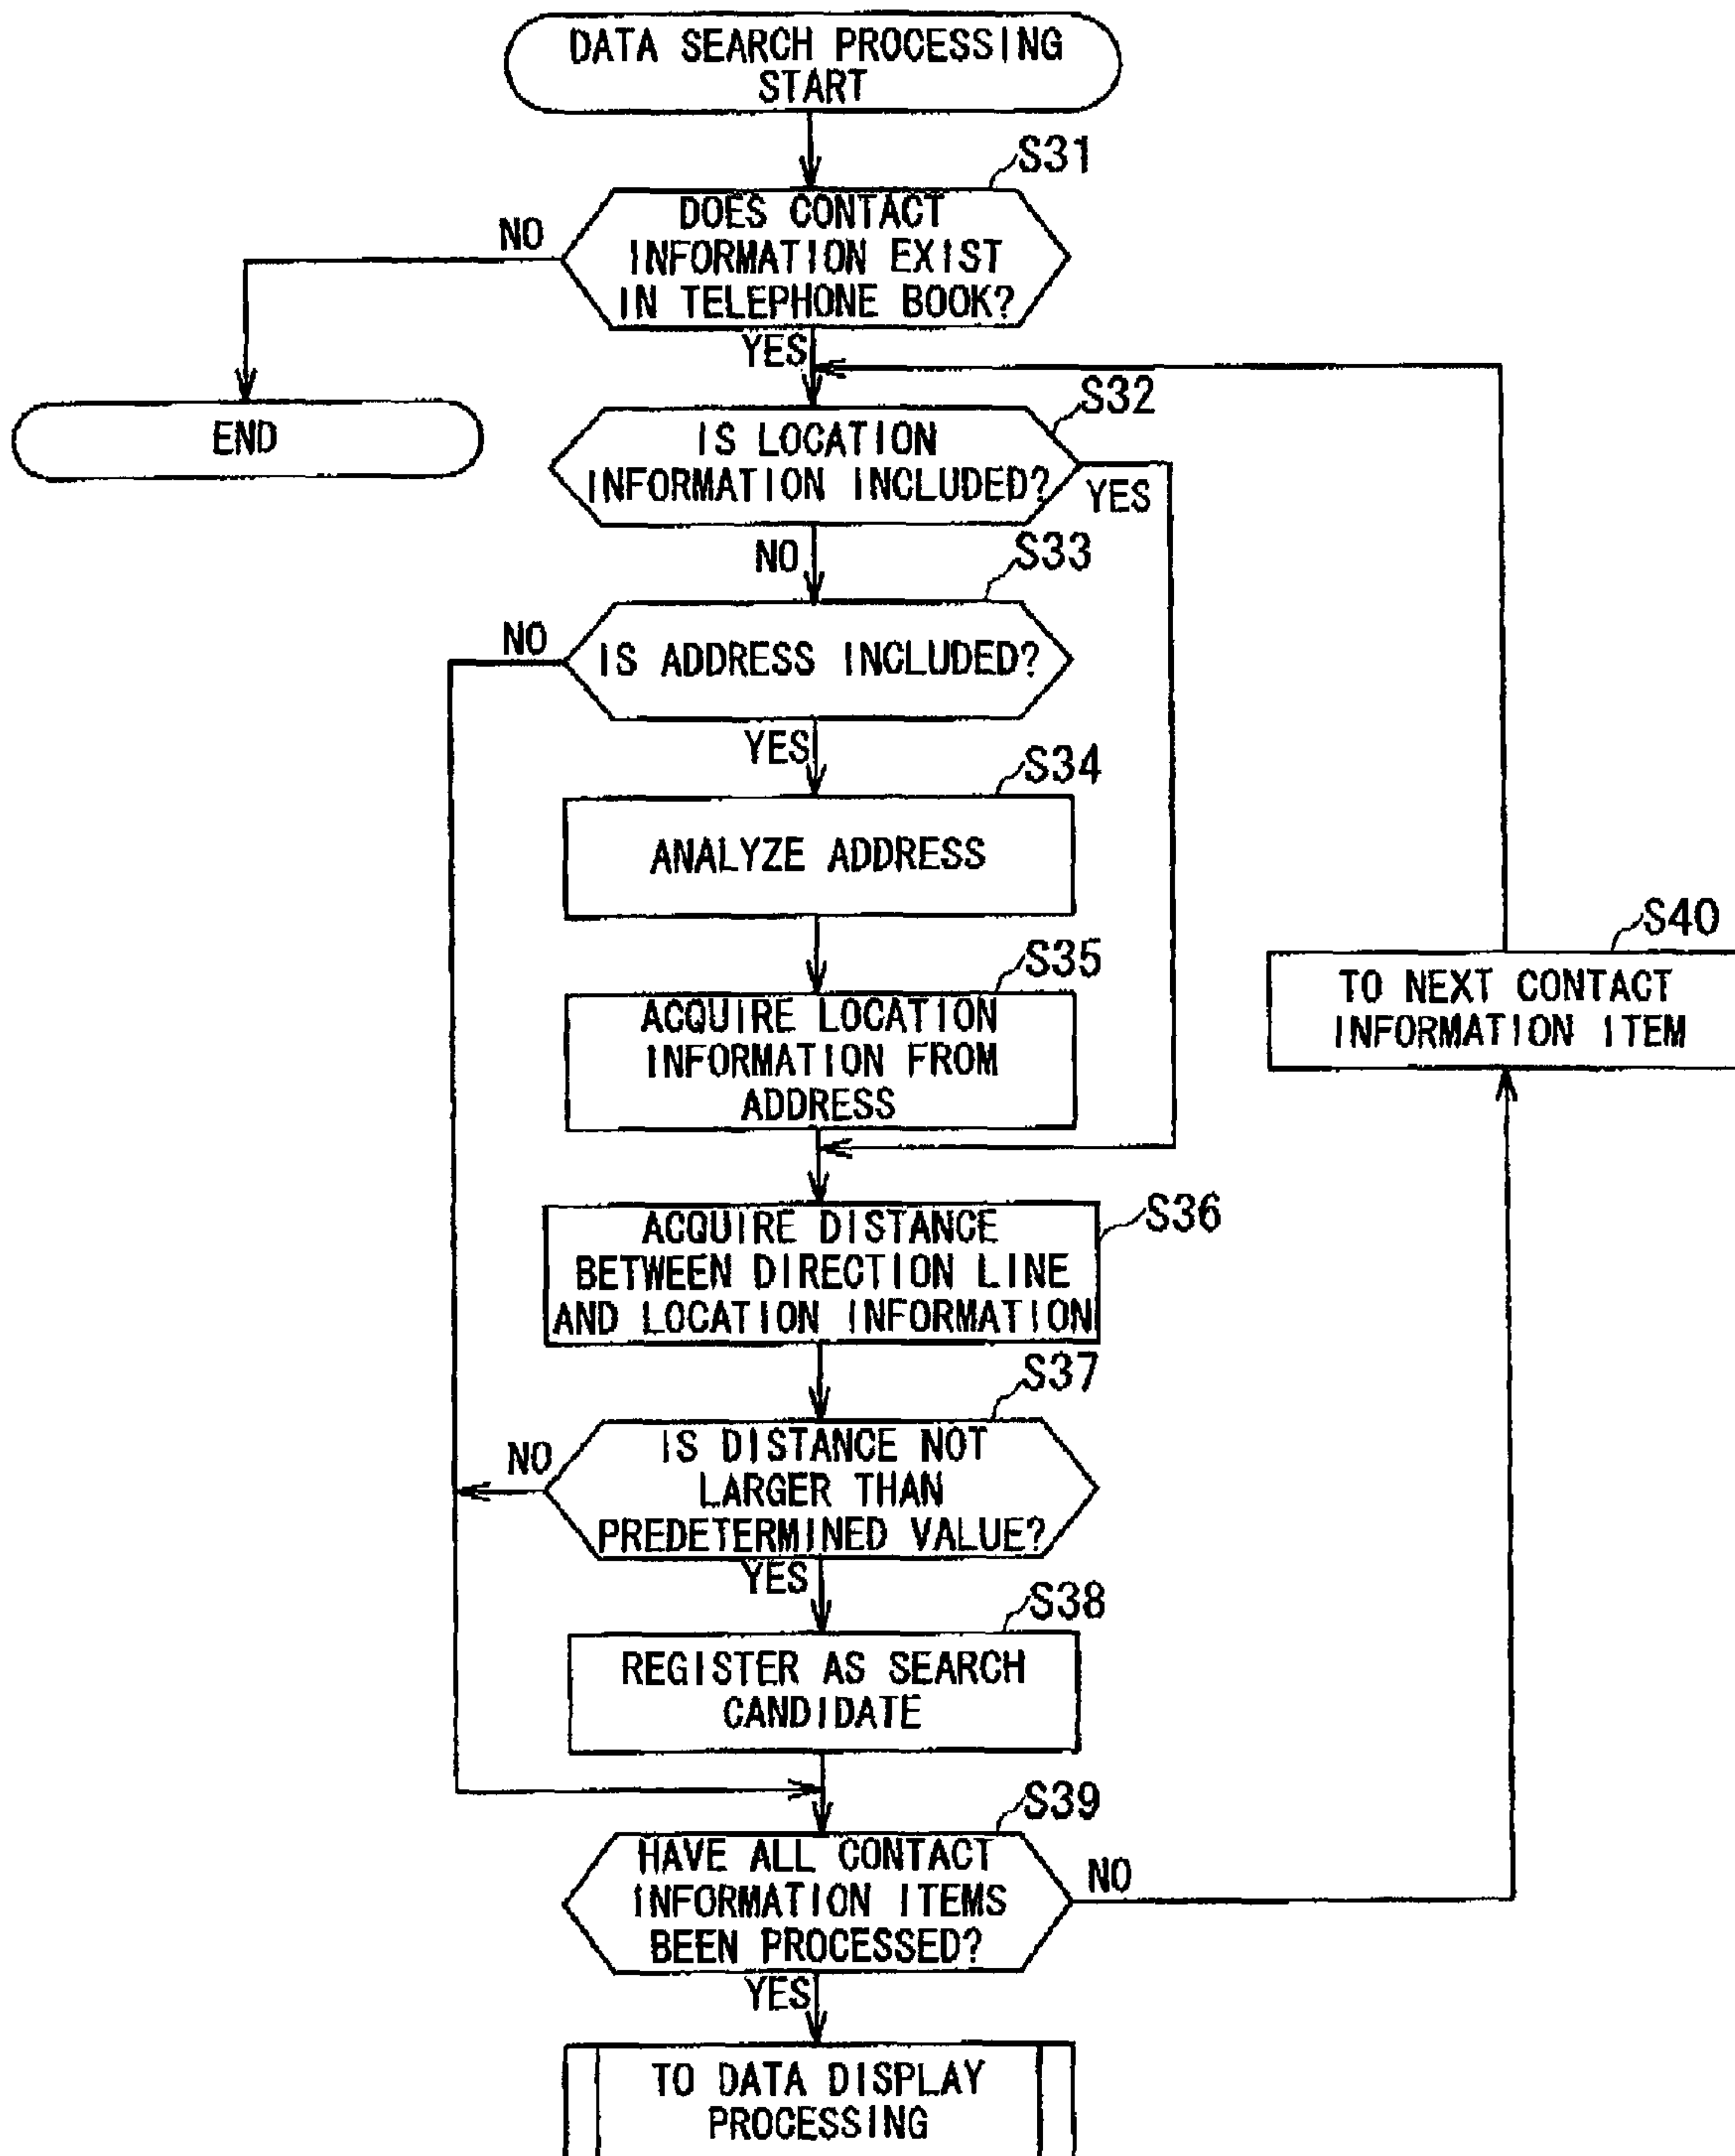 DATA SEARCH PROCESSING
START
S31
DOES CONTACT
INFORMATION EXIST
IN TELEPHONE BOOK?
NO
YES
END
S32
IS LOCATION
INFORMATION INCLUDED?
YES
NO
S33
IS ADDRESS INCLUDED?
NO
YES
S34
ANALYZE ADDRESS
S35
ACQUIRE LOCATION
INFORMATION FROM
ADDRESS
S40
TO NEXT CONTACT
INFORMATION ITEM
S36
ACQUIRE DISTANCE
BETWEEN DIRECTION LINE
AND LOCATION INFORMATION
S37
IS DISTANCE NOT
LARGER THAN
PREDETERMINED VALUE?
NO
YES
S38
REGISTER AS SEARCH
CANDIDATE
S39
HAVE ALL CONTACT
INFORMATION ITEMS
BEEN PROCESSED?
NO
YES
TO DATA DISPLAY
PROCESSING